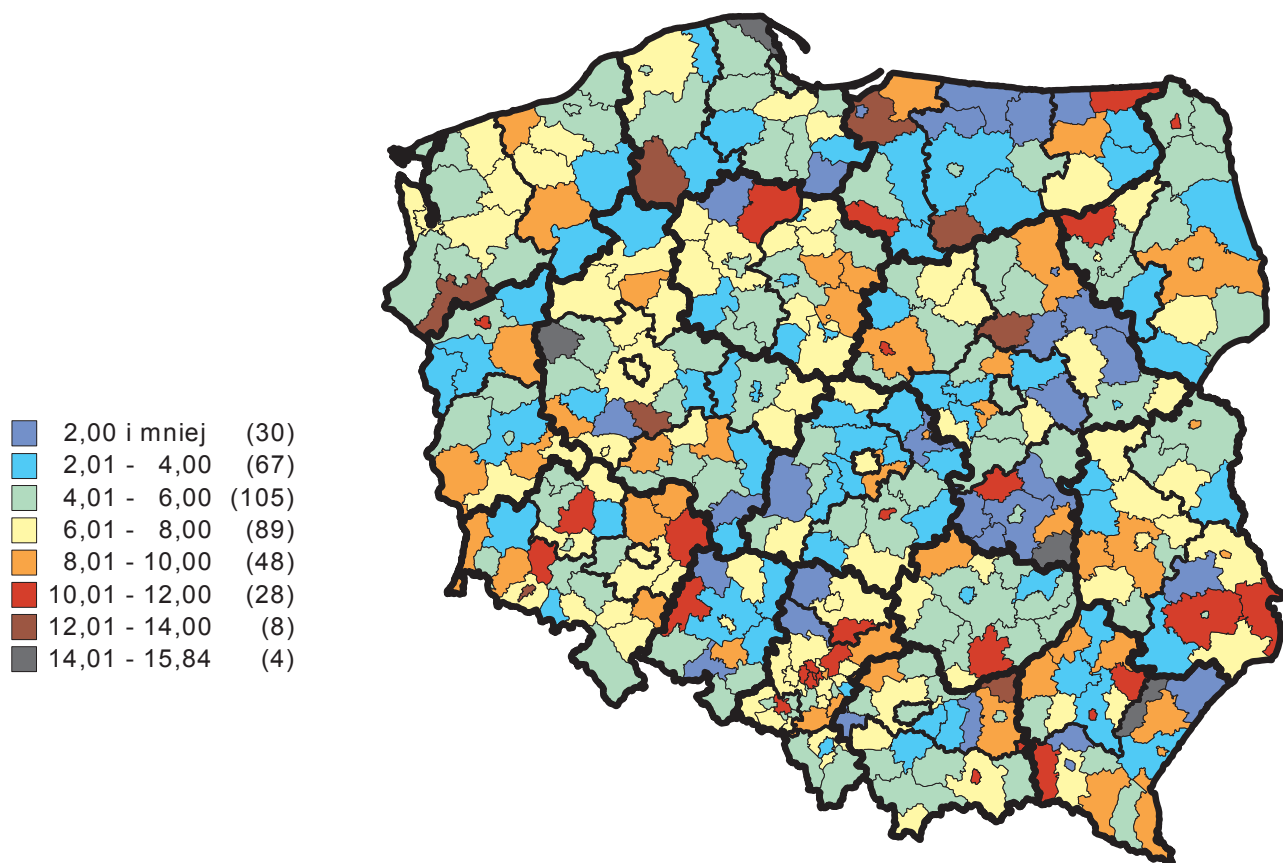 2,00 i mniej (30)
2,01 - 4,00 (67)
4,01 - 6,00 (105)
6,01 - 8,00 (89)
8,01 - 10,00 (48)
10,01 - 12,00 (28)
12,01 - 14,00 (8)
14,01 - 15,84 (4)